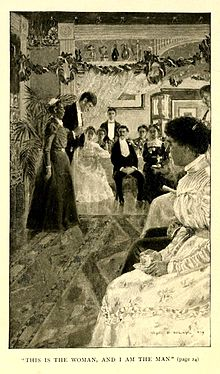 "THIS IS THE WOMAN, AND I AM THE MAN" (page 24)